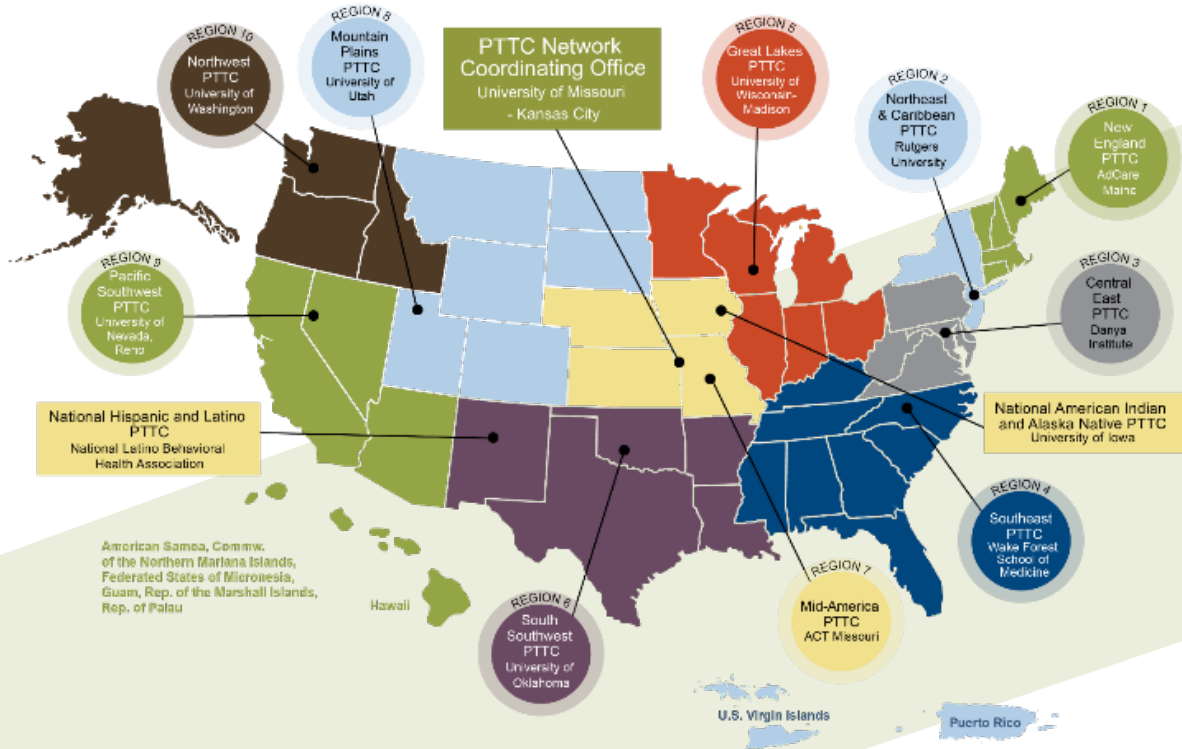 REGION 10
Northwest
PTTC
University of
Washington
REGION 8
Mountain
Plains
PTTC
University of
Utah
PTTC Network
Coordinating Office
University of Missouri
- Kansas City
REGION 5
Great Lakes
PTTC
University of
Wisconsin-
Madison
REGION 2
Northeast
& Caribbean
PTTC
Rutgers
University
REGION 1
New
England
PTTC
AdCare
Maine
REGION 9
Pacific
Southwest
PTTC
University of
Nevada,
Reno
REGION 3
Central
East
PTTC
Danya
Institute
National Hispanic and Latino
PTTC
National Latino Behavioral
Health Association
National American Indian
and Alaska Native PTTC
University of Iowa
REGION 4
Southeast
PTTC
Wake Forest
School of
Medicine
American Samoa, Commw.
of the Northern Mariana Islands,
Federated States of Micronesia,
Guam, Rep. of the Marshall Islands,
Rep. of Palau
Hawaii
REGION 6
South
Southwest
PTTC
University of
Oklahoma
REGION 7
Mid-America
PTTC
ACT Missouri
U.S. Virgin Islands
Puerto Rico